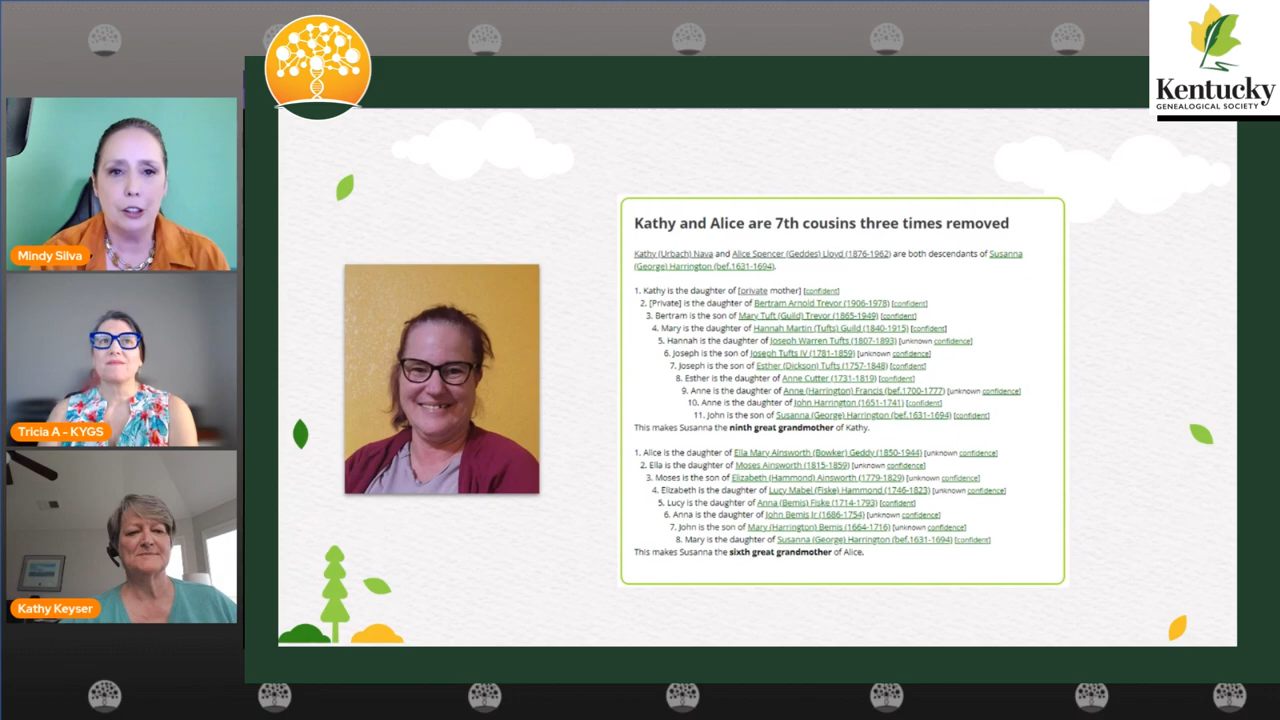 Kentucky
GENEALOGICAL SOCIETY
Mindy Silva
Tricia A - KYGS
Kathy Keyser
Kathy and Alice are 7th cousins three times removed
Kathy (Urbach) Nava and Alice Spencer (Geddes) Lloyd (1876-1962) are both descendants of Susanna
(George) Harrington (bef.1631-1694).
1. Kathy is the daughter of [private mother] [confident]
2. [Private] is the daughter of Bertram Arnold Trevor (1906-1978) [confident]
3. Bertram is the son of Mary Tuft (Guild) Trevor (1865-1949) [confident]
4. Mary is the daughter of Hannah Martin (Tufts) Guild (1840-1915) [confident]
5. Hannah is the daughter of Joseph Warren Tufts (1807-1893) [unknown confidence]
6. Joseph is the son of Joseph Tufts IV (1781-1859) [unknown confidence]
7. Joseph is the son of Esther (Dickson) Tufts (1757-1848) [confident]
8. Esther is the daughter of Anne Cutter (1731-1819) [confident]
9. Anne is the daughter of Anne (Harrington) Francis (bef.1700-1777) [unknown confidence]
10. Anne is the daughter of John Harrington (1651-1741) [confident]
11. John is the son of Susanna (George) Harrington (bef.1631-1694) [confident]
This makes Susanna the ninth great grandmother of Kathy.
1. Alice is the daughter of Ella Mary Ainsworth (Bowker) Geddy (1850-1944) [unknown confidence]
2. Ella is the daughter of Moses Ainsworth (1815-1859) [unknown confidence]
3. Moses is the son of Elizabeth (Hammond) Ainsworth (1779-1829) [unknown confidence]
4. Elizabeth is the daughter of Lucy Mabel (Fiske) Hammond (1746-1823) [unknown confidence]
5. Lucy is the daughter of Anna (Bemis) Fiske (1714-1793) [confident]
6. Anna is the daughter of John Bemis Jr (1686-1754) [unknown confidence]
7. John is the son of Mary (Harrington) Bemis (1664-1716) [unknown confidence]
8. Mary is the daughter of Susanna (George) Harrington (bef.1631-1694) [confident]
This makes Susanna the sixth great grandmother of Alice.